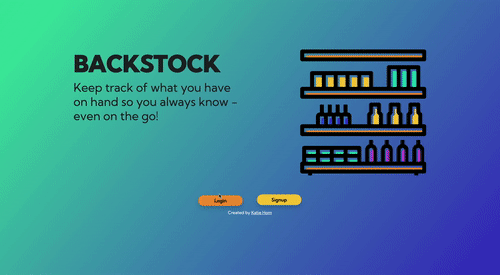 BACKSTOCK
Keep track of what you have
on hand so you always know -
even on the go!
Login
Signup
Created by Katie Horn